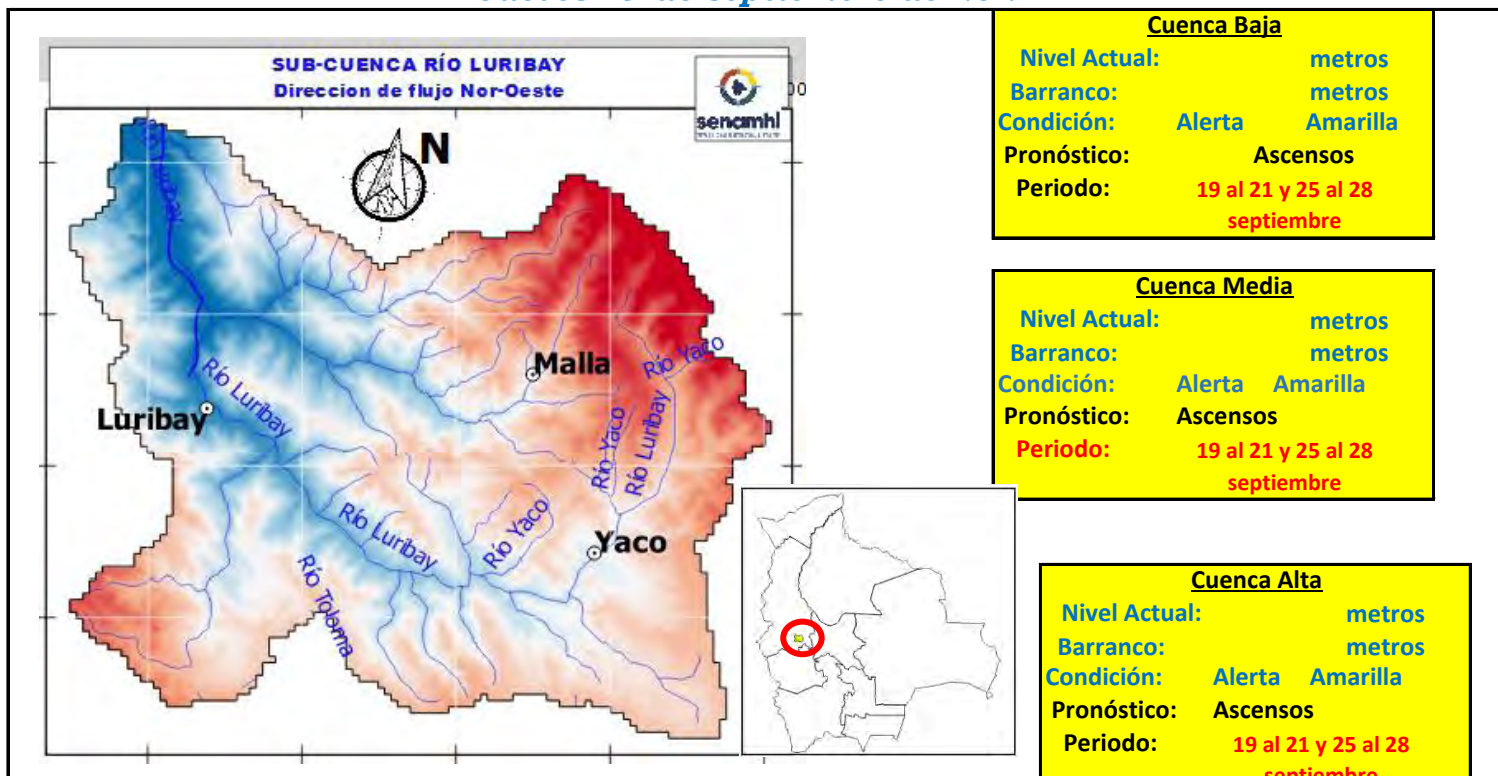 SUB-CUENCA RÍO LURIBAY
Direccion de flujo Nor-Oeste
senamhi
N
Luribay
Malla
Río Yaco
Río Luribay
Luribay
Río Yaco
Río Luribay
Río Luribay
Río Yaco
Yaco
Río Toloma
Cuenca Baja
Nivel Actual: metros
Barranco: metros
Condición: Alerta Amarilla
Pronóstico: Ascensos
Periodo: 19 al 21 y 25 al 28
septiembre
Cuenca Media
Nivel Actual: metros
Barranco: metros
Condición: Alerta Amarilla
Pronóstico: Ascensos
Periodo: 19 al 21 y 25 al 28
septiembre
Cuenca Alta
Nivel Actual: metros
Barranco: metros
Condición: Alerta Amarilla
Pronóstico: Ascensos
Periodo: 19 al 21 y 25 al 28
septiembre